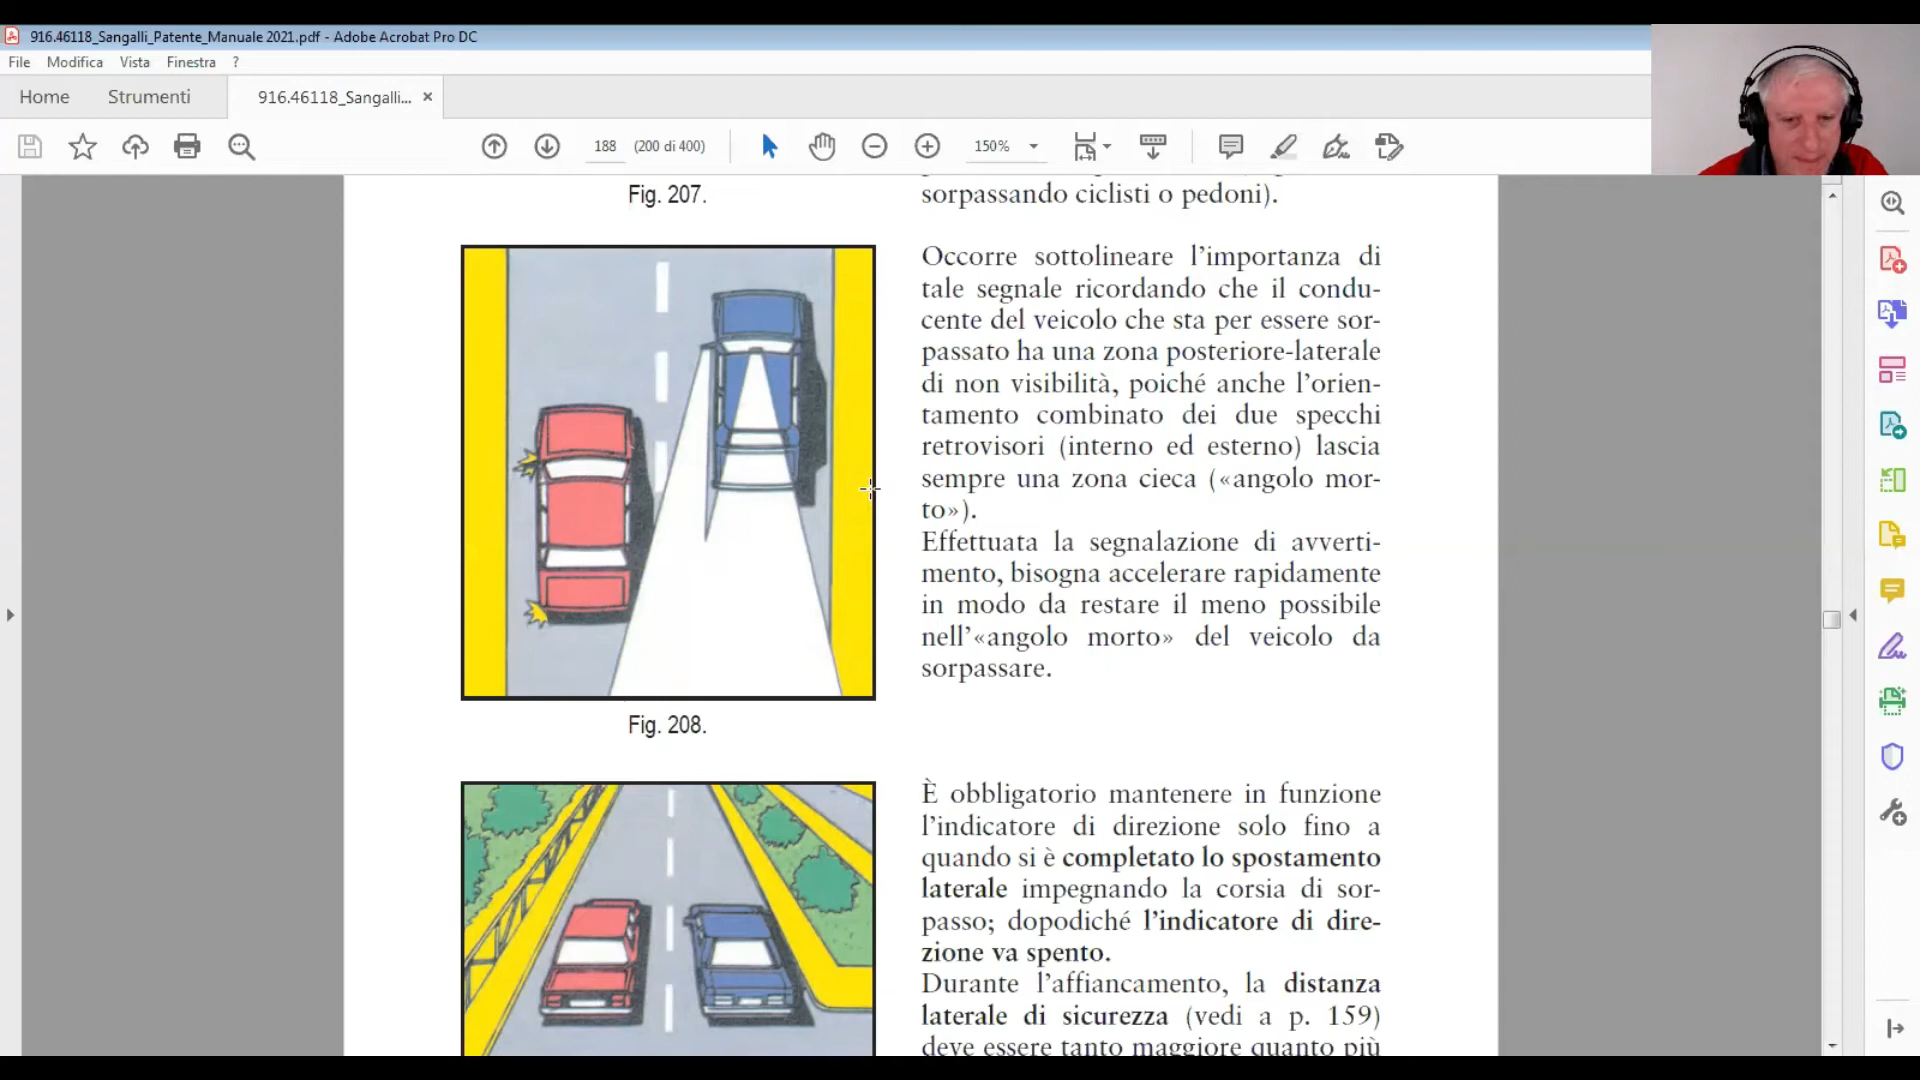 916.46118_Sangalli_Patente_Manuale 2021.pdf - Adobe Acrobat Pro DC
File Modifica Vista Finestra ?
Home Strumenti 916.46118_Sangalli... ×
188 (200 di 400) 150%
Fig. 207.
sorpassando ciclisti o pedoni).
Occorre sottolineare l’importanza di
tale segnale ricordando che il condu-
cente del veicolo che sta per essere sor-
passato ha una zona posteriore-laterale
di non visibilità, poiché anche l’orien-
tamento combinato dei due specchi
retrovisori (interno ed esterno) lascia
sempre una zona cieca («angolo mor-
to»).
Effettuata la segnalazione di avverti-
mento, bisogna accelerare rapidamente
in modo da restare il meno possibile
nell’«angolo morto» del veicolo da
sorpassare.
Fig. 208.
È obbligatorio mantenere in funzione
l’indicatore di direzione solo fino a
quando si è completato lo spostamento
laterale impegnando la corsia di sor-
passo; dopodiché l’indicatore di dire-
zione va spento.
Durante l’affiancamento, la distanza
laterale di sicurezza (vedi a p. 159)
deve essere tanto maggiore quanto più